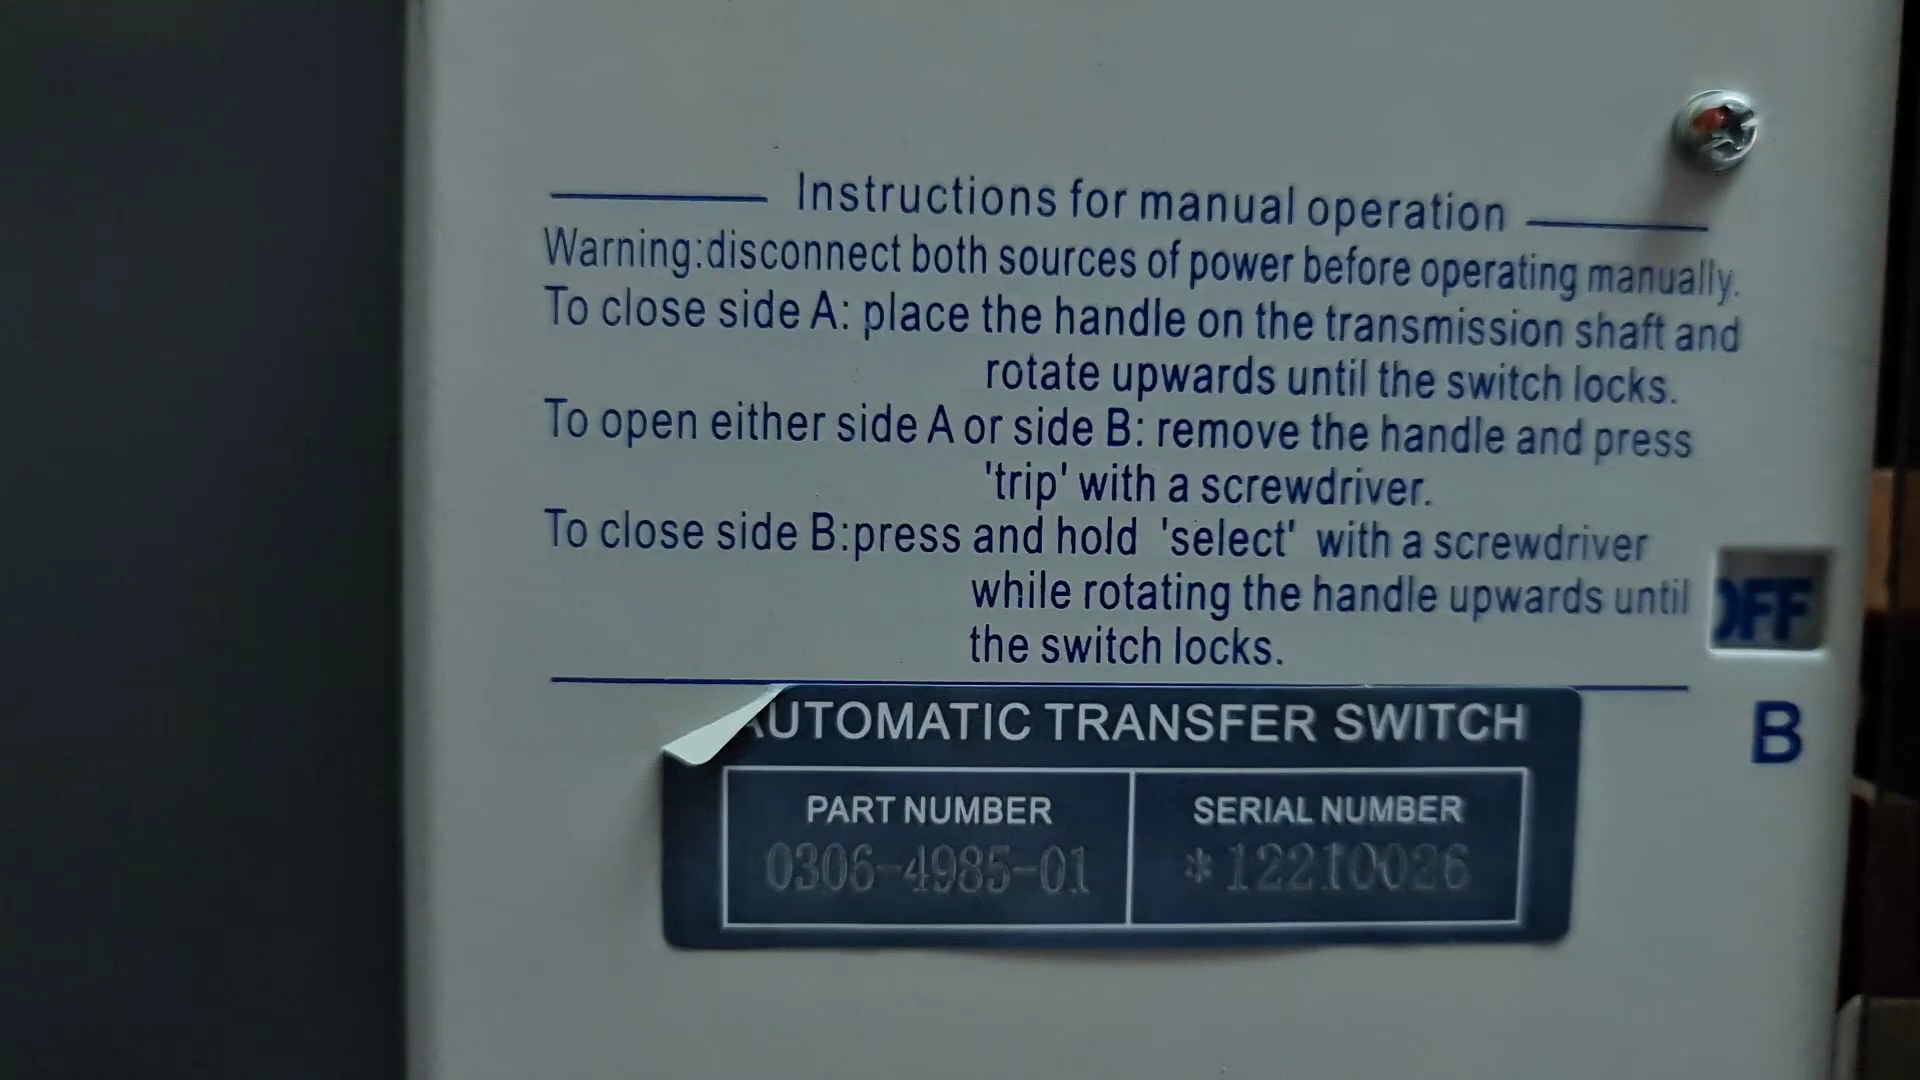 Instructions for manual operation
Warning:disconnect both sources of power before operating manually.
To close side A: place the handle on the transmission shaft and
rotate upwards until the switch locks.
To open either side A or side B: remove the handle and press
'trip' with a screwdriver.
To close side B:press and hold 'select' with a screwdriver
while rotating the handle upwards until
the switch locks.
OFF
B
AUTOMATIC TRANSFER SWITCH
PART NUMBER
SERIAL NUMBER
0306-4985-01
*12210026